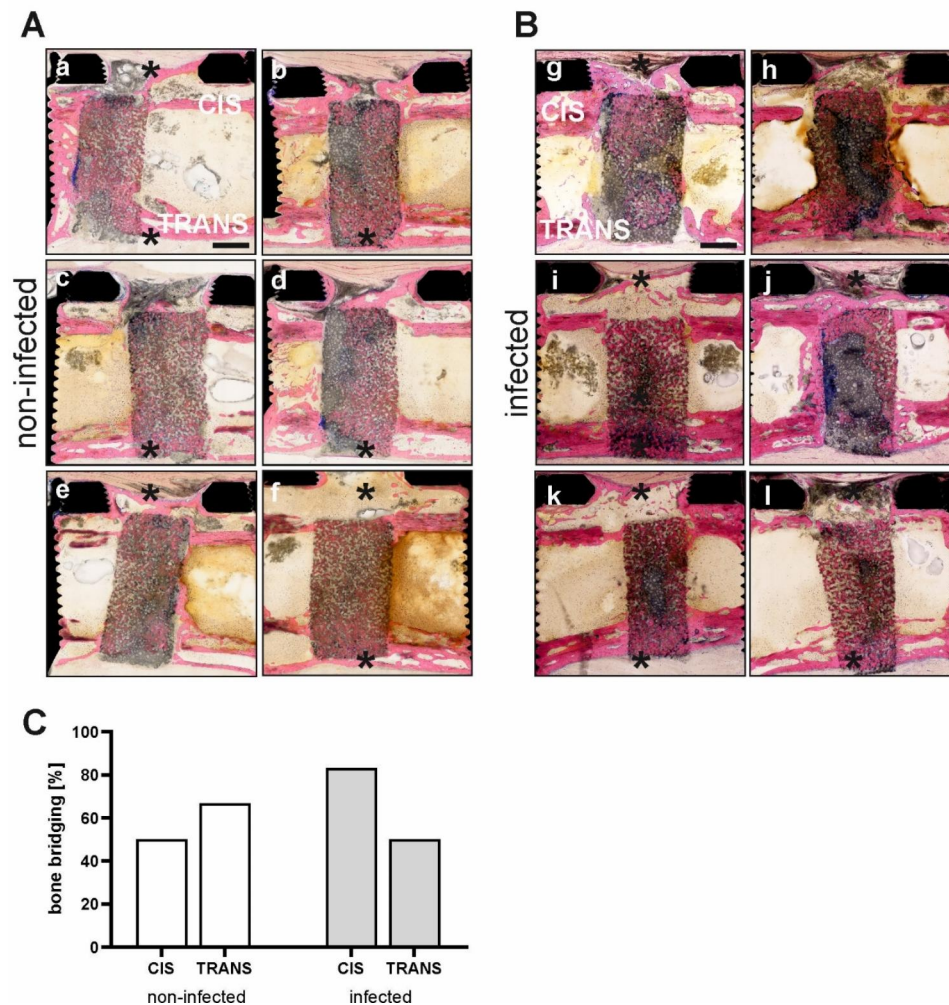 A
B
a
*
CIS
TRANS
*
b
*
g
*
CIS
TRANS
h
non-infected
c
*
d
*
infected
i
*
*
j
*
e
*
f
*
*
k
*
*
l
*
*
C
100
80
60
40
20
0
bone bridging [%]
CIS TRANS CIS TRANS
non-infected infected